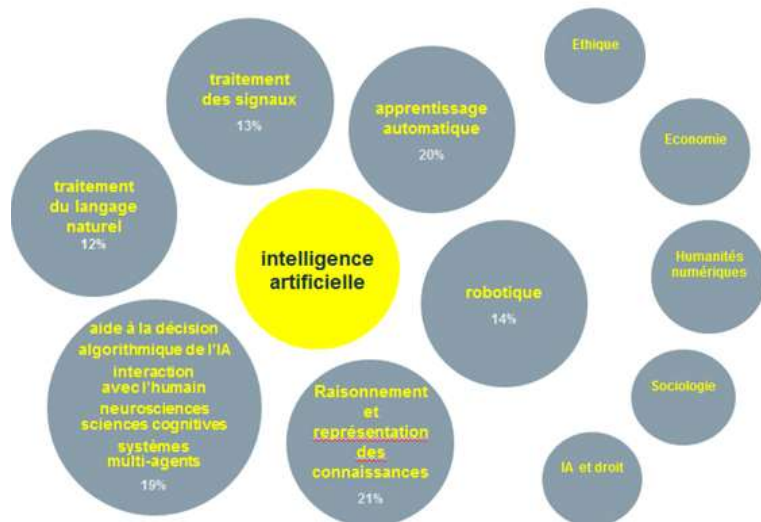 traitement
des signaux
13%
apprentissage
automatique
20%
Ethique
Economie
traitement
du langage
naturel
12%
intelligence
artificielle
robotique
14%
Humanités
numériques
aide à la décision
algorithmique de l'IA
interaction
avec l'humain
neurosciences
sciences cognitives
systèmes
multi-agents
19%
Raisonnement
et
représentation
des
connaissances
21%
Sociologie
IA et droit